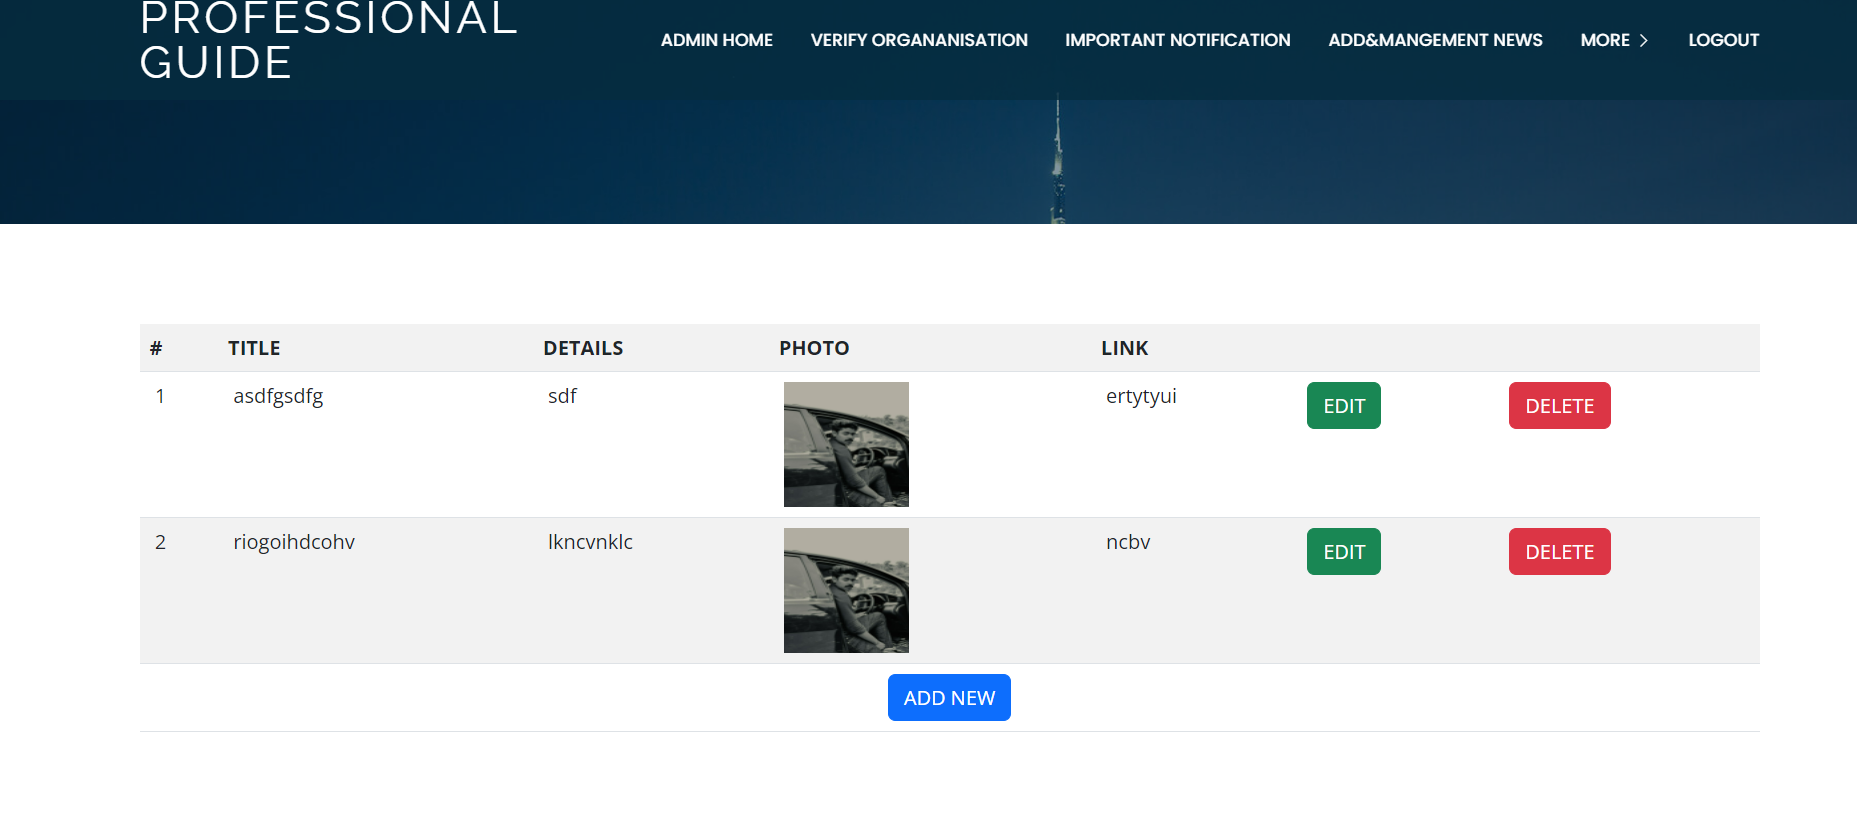 PROFESSIONAL
GUIDE
ADMIN HOME VERIFY ORGANANISATION IMPORTANT NOTIFICATION ADD&MANGEMENT NEWS MORE LOGOUT
# TITLE DETAILS PHOTO LINK
1 asdfgsdfg sdf ertytyui EDIT DELETE
2 riogoihdcohv lkncvnklc ncbv EDIT DELETE
ADD NEW